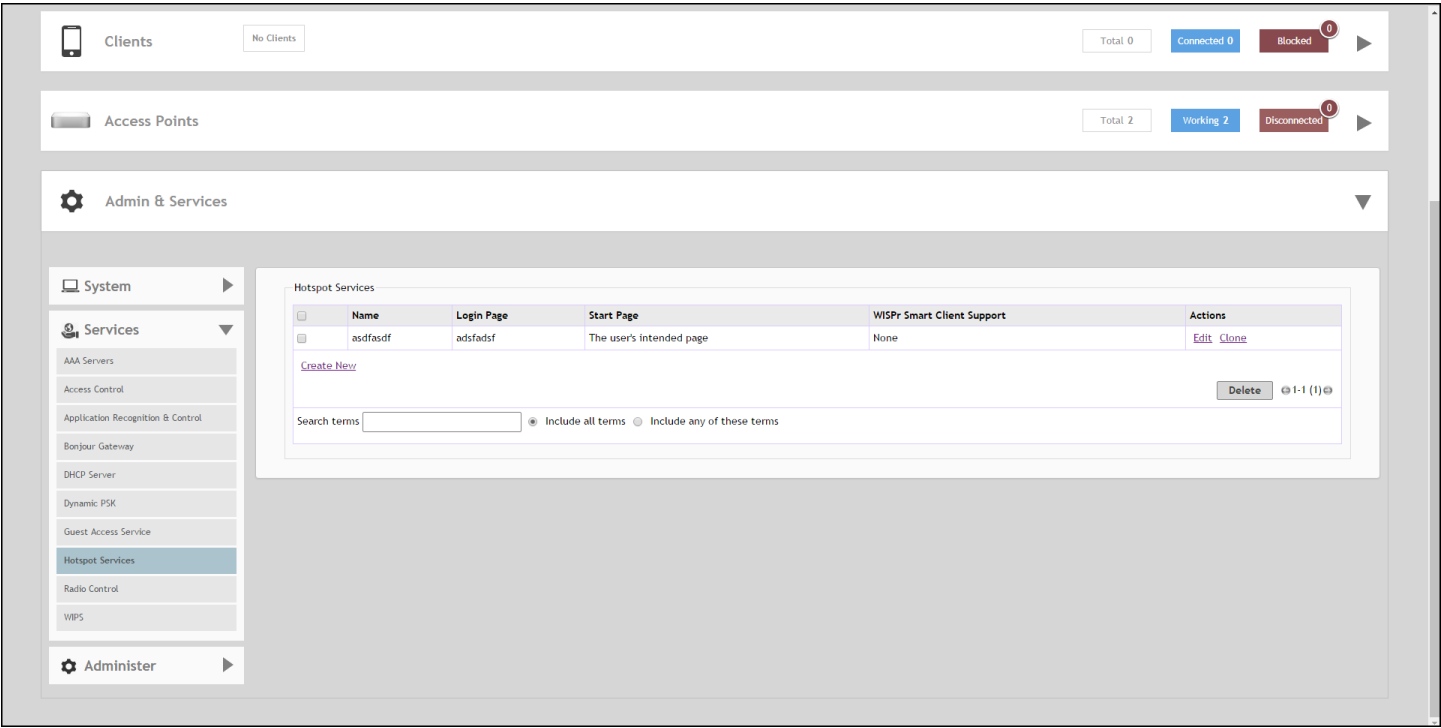 Clients
No Clients
Total 0
Connected 0
Blocked
0
Access Points
Total 2
Working 2
Disconnected
0
Admin & Services
System
Services
AAA Servers
Access Control
Application Recognition & Control
Bonjour Gateway
DHCP Server
Dynamic PSK
Guest Access Service
Hotspot Services
Radio Control
WIPS
Administer
Hotspot Services
Name Login Page Start Page WISPr Smart Client Support Actions
asdfasdf adsfadsf The user's intended page None Edit Clone
Create New
Delete 1-1 (1)
Search terms Include all terms Include any of these terms